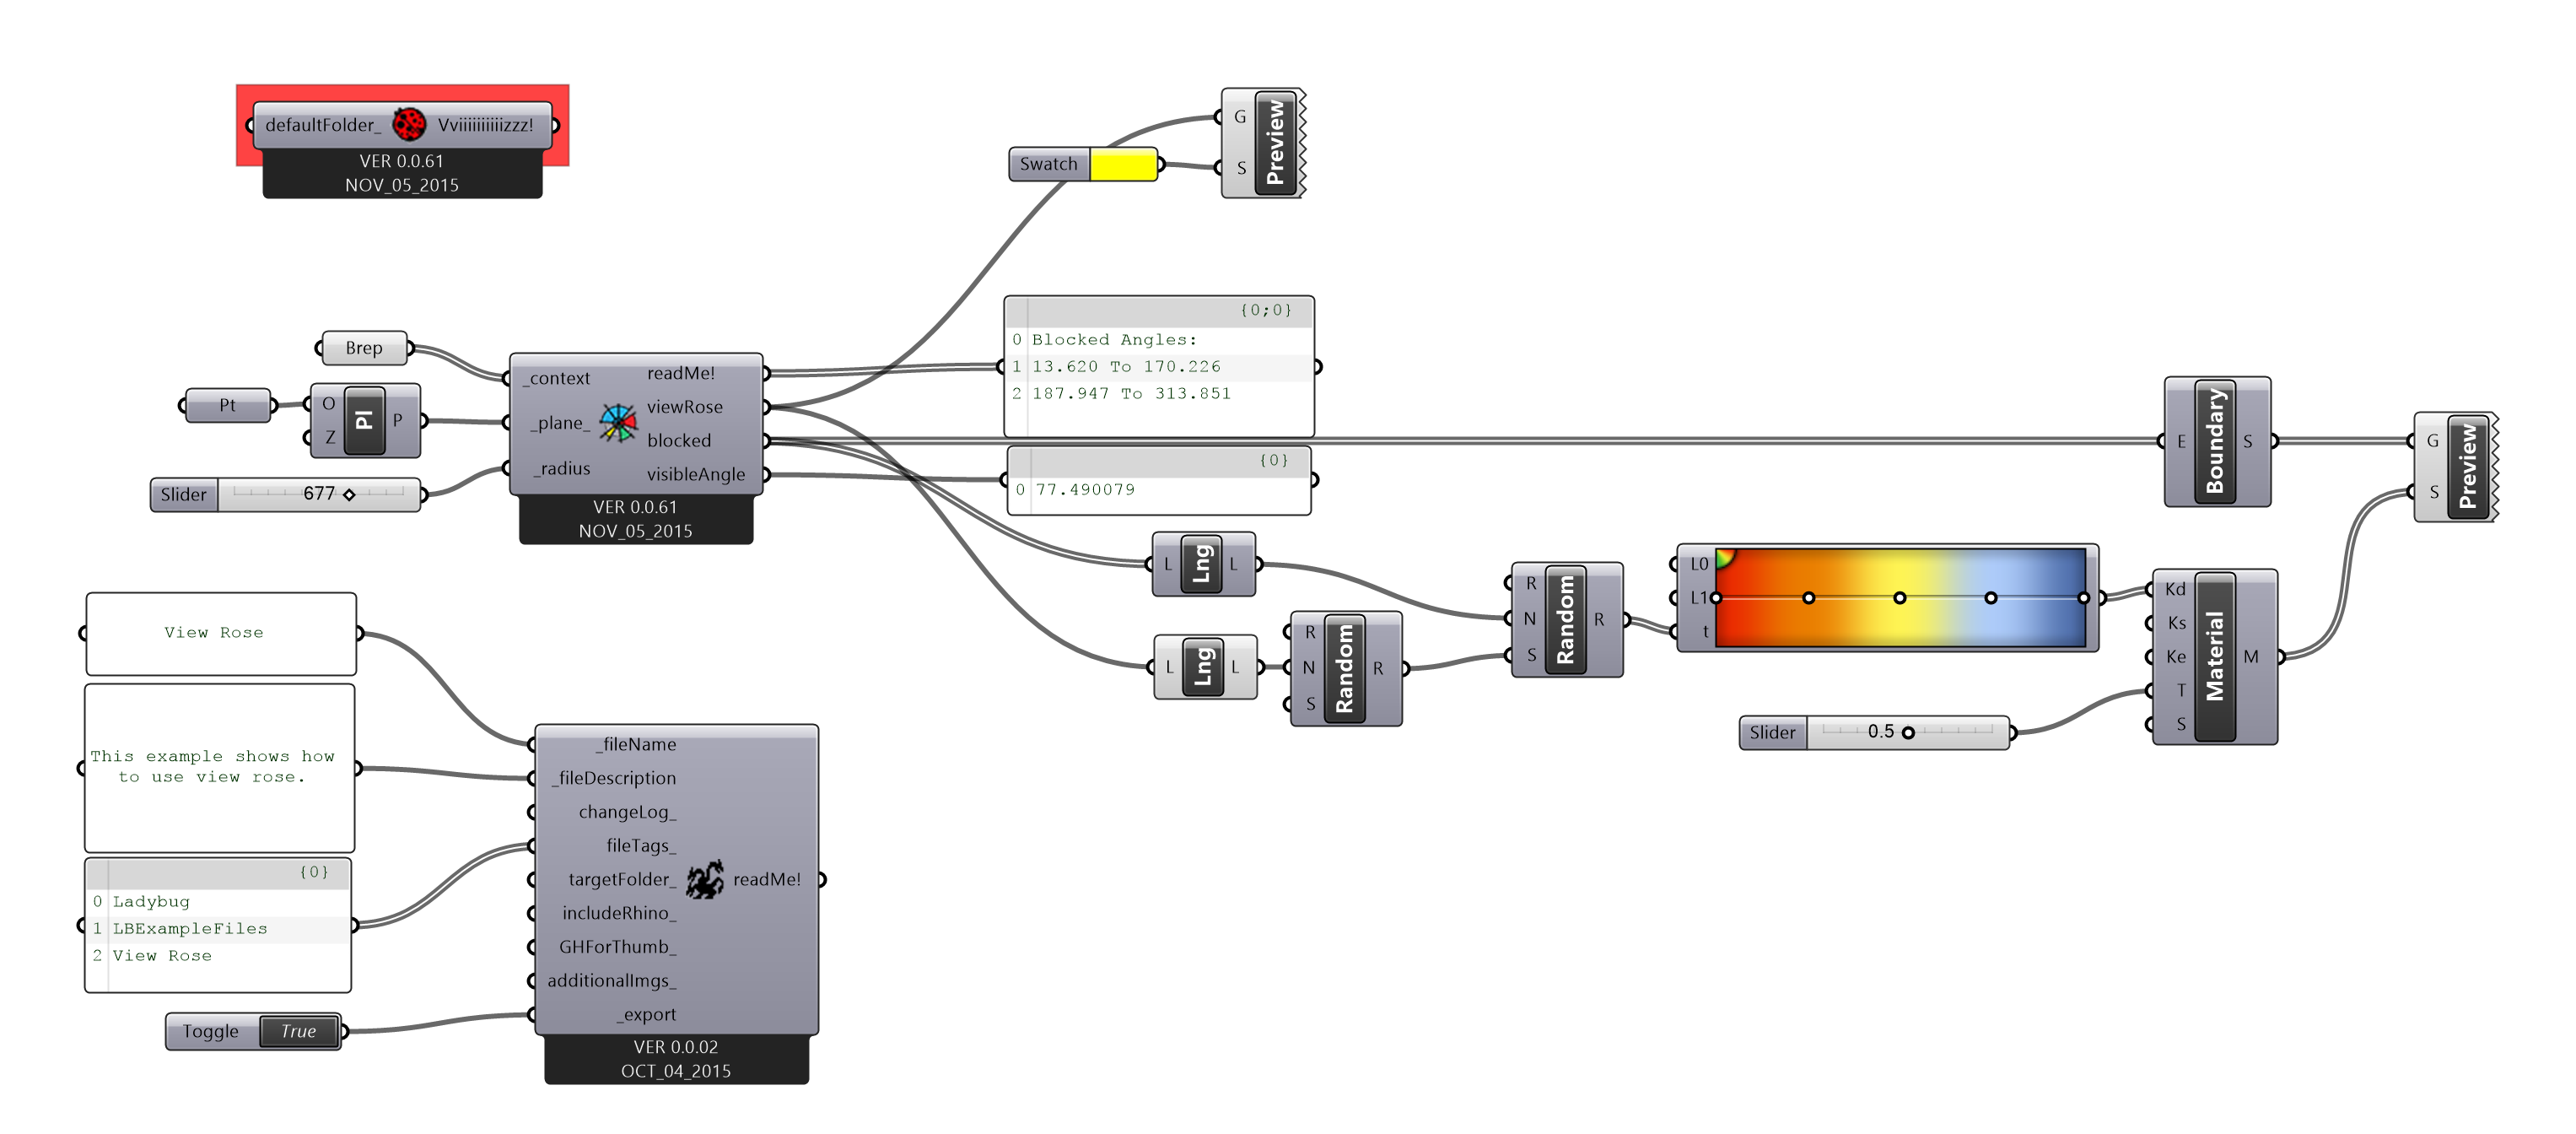 defaultFolder_ Vviiiiiiiiiizzz!
VER 0.0.61
NOV_05_2015
Swatch
G
S
Preview
Brep
Pt
O
Z
Pl
P
Slider 677
_context
_plane_
_radius
readMe!
viewRose
blocked
visibleAngle
VER 0.0.61
NOV_05_2015
{0;0}
0 Blocked Angles:
1 13.620 To 170.226
2 187.947 To 313.851
{0}
0 77.490079
L Lng L
L Lng L
R
N
S
Random
R
R
N
S
Random
R
L0
L1
t
Slider 0.5
Kd
Ks
Ke
T
S
Material
M
E Boundary S
G
S
Preview
View Rose
This example shows how
to use view rose.
{0}
0 Ladybug
1 LBExampleFiles
2 View Rose
Toggle True
_fileName
_fileDescription
changeLog_
fileTags_
targetFolder_
includeRhino_
GHForThumb_
additionalImgs_
_export
readMe!
VER 0.0.02
OCT_04_2015